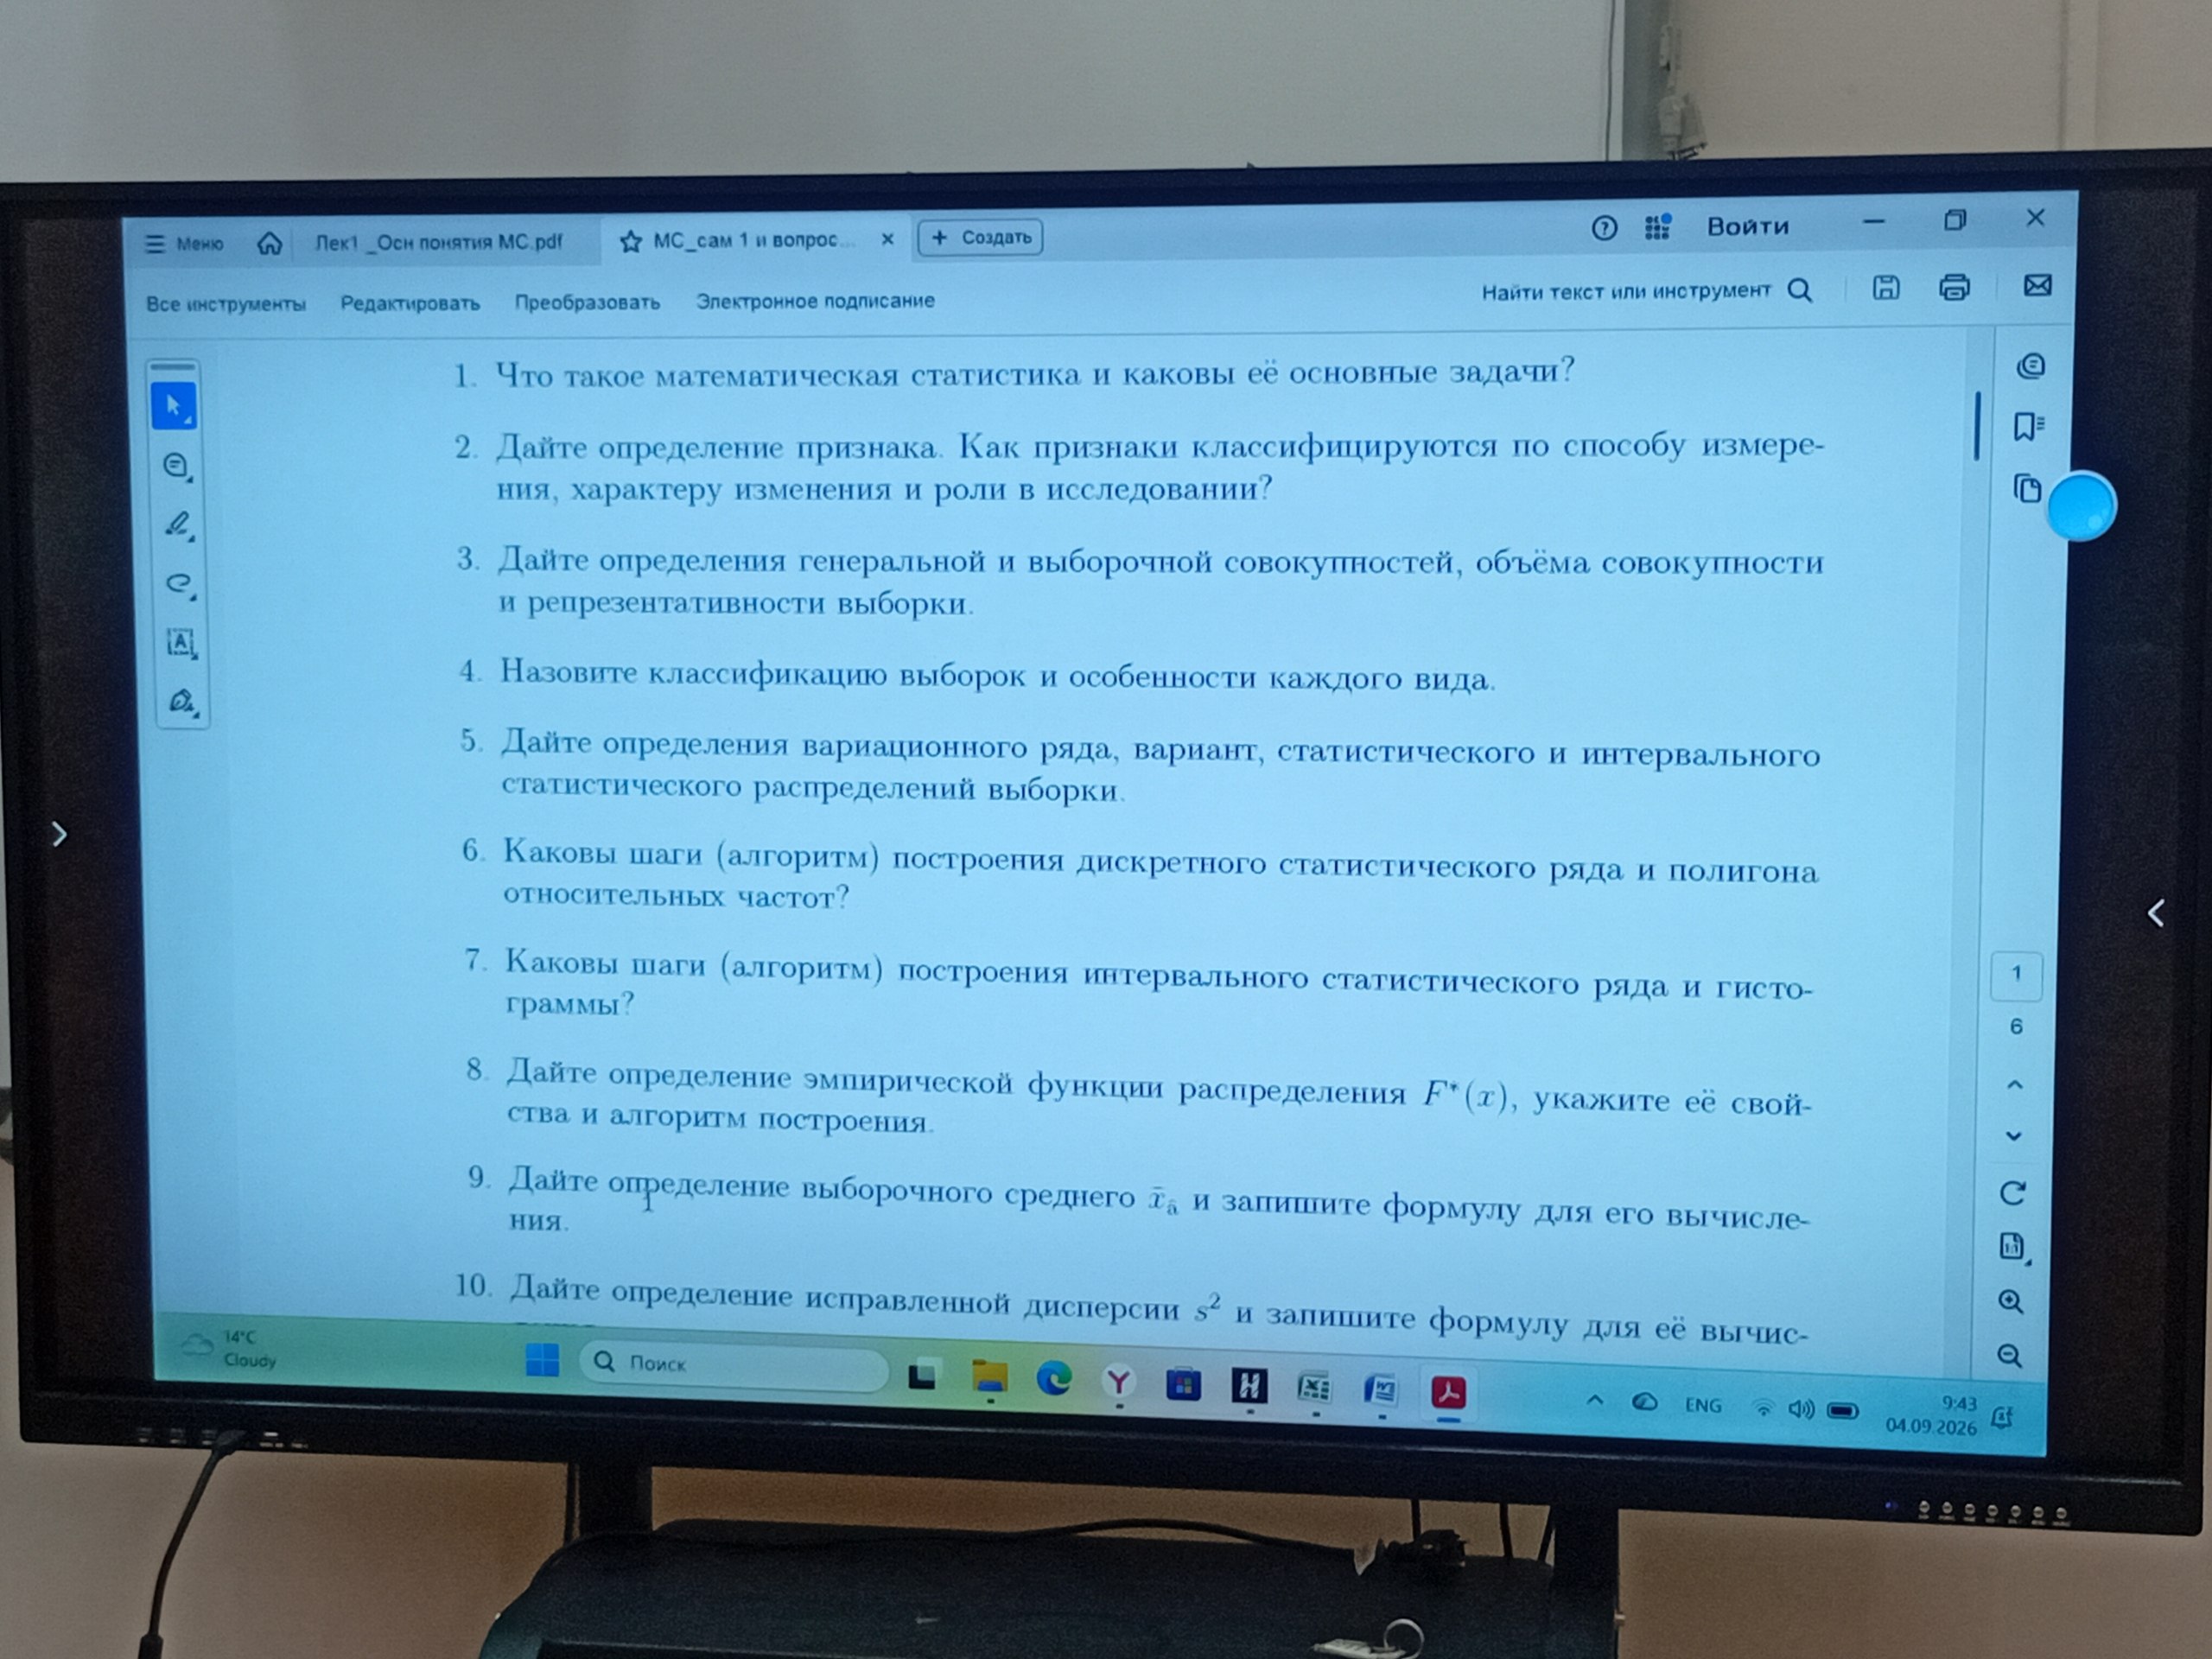 Меню
Лек1 _Осн понятия МС.pdf
МС_сам 1 и вопрос...
+ Создать
Войти
Все инструменты
Редактировать
Преобразовать
Электронное подписание
Найти текст или инструмент
1. Что такое математическая статистика и каковы её основные задачи?
2. Дайте определение признака. Как признаки классифицируются по способу измере-
ния, характеру изменения и роли в исследовании?
3. Дайте определения генеральной и выборочной совокупностей, объёма совокупности
и репрезентативности выборки.
4. Назовите классификацию выборок и особенности каждого вида.
5. Дайте определения вариационного ряда, вариант, статистического и интервального
статистического распределений выборки.
6. Каковы шаги (алгоритм) построения дискретного статистического ряда и полигона
относительных частот?
7. Каковы шаги (алгоритм) построения интервального статистического ряда и гисто-
граммы?
8. Дайте определение эмпирической функции распределения F*(x), укажите её свой-
ства и алгоритм построения.
9. Дайте определение выборочного среднего x̄â и запишите формулу для его вычисле-
ния.
10. Дайте определение исправленной дисперсии s² и запишите формулу для её вычис-
1
6
14°C
Cloudy
Поиск
ENG
9:43
04.09.2026